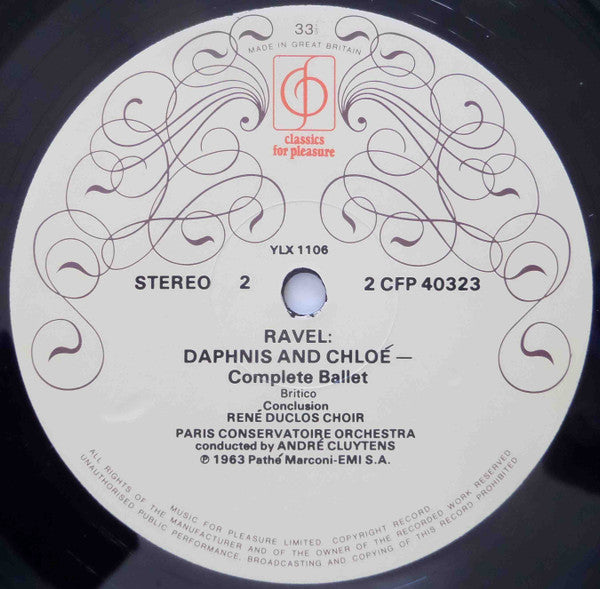 33⅓
MADE IN GREAT BRITAIN
classics
for pleasure
YLX 1106
STEREO 2 2 CFP 40323
RAVEL:
DAPHNIS AND CHLOÉ —
Complete Ballet
Britico
Conclusion
RENÉ DUCLOS CHOIR
PARIS CONSERVATOIRE ORCHESTRA
conducted by ANDRÉ CLUYTENS
℗ 1963 Pathé Marconi-EMI S.A.
MUSIC FOR PLEASURE LIMITED. COPYRIGHT RECORD
ALL RIGHTS OF THE MANUFACTURER AND OF THE OWNER OF THE RECORDED WORK RESERVED
UNAUTHORISED PUBLIC PERFORMANCE, BROADCASTING AND COPYING OF THIS RECORD PROHIBITED